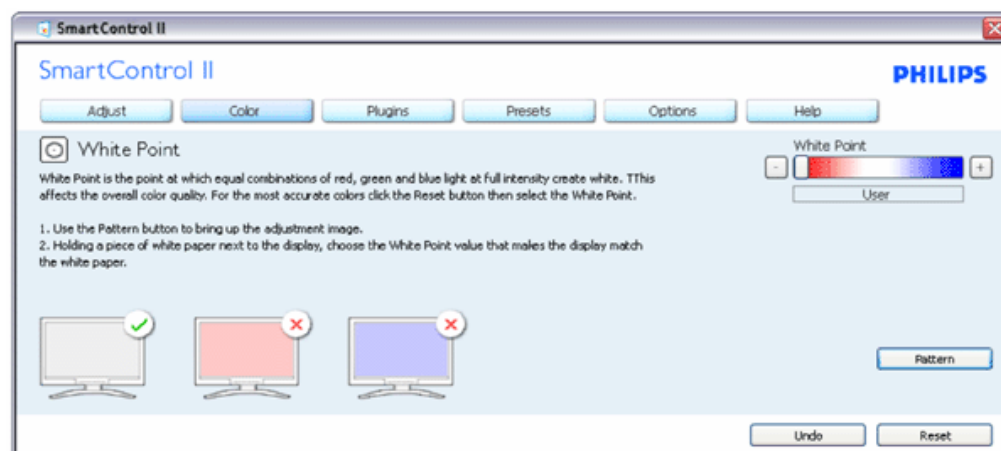 SmartControl II
SmartControl II
PHILIPS
Adjust Color Plugins Presets Options Help
White Point
White Point is the point at which equal combinations of red, green and blue light at full intensity create white. TThis
affects the overall color quality. For the most accurate colors click the Reset button then select the White Point.
1. Use the Pattern button to bring up the adjustment image.
2. Holding a piece of white paper next to the display, choose the White Point value that makes the display match
the white paper.
White Point
- +
User
Pattern
Undo Reset